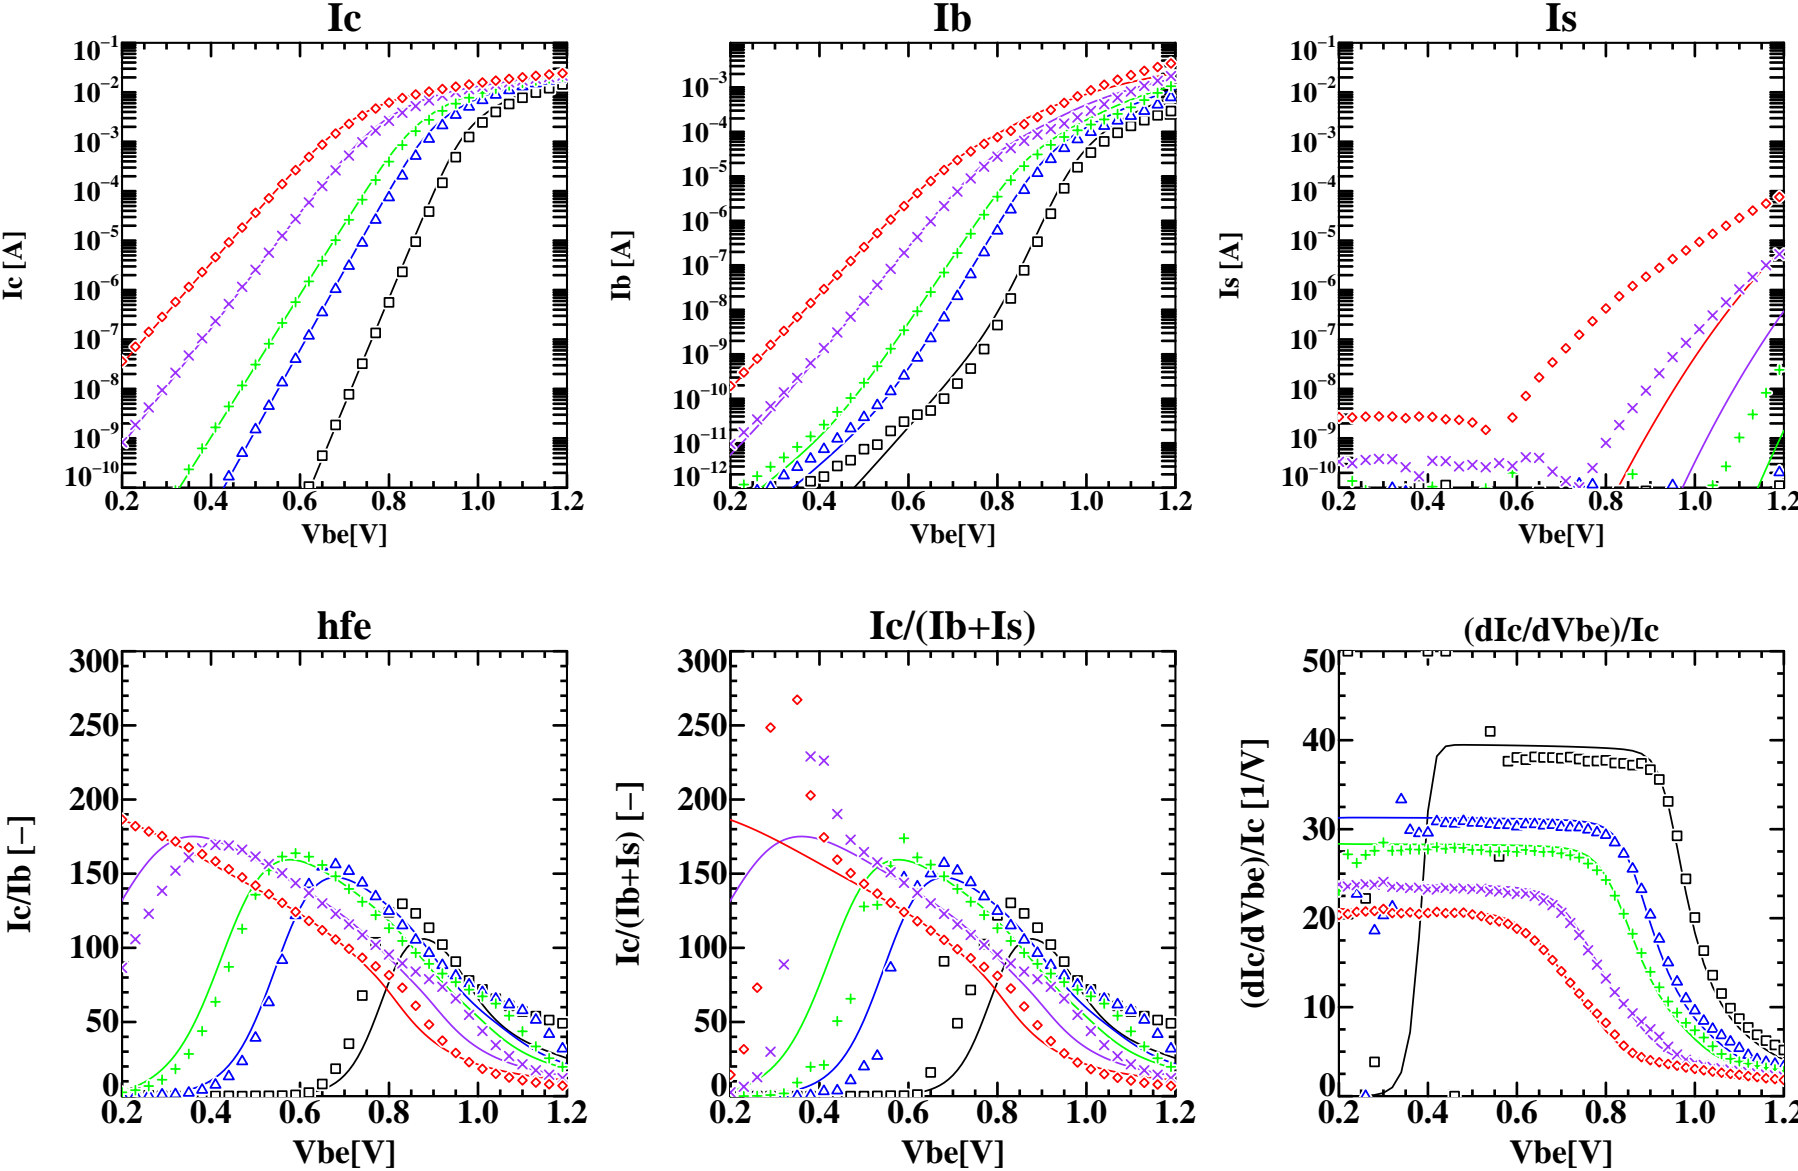 Ic
Ib
Is
10−1
10−2
10−3
10−4
10−5
10−6
10−7
10−8
10−9
10−10
Ic [A]
0.2 0.4 0.6 0.8 1.0 1.2
Vbe[V]
10−3
10−4
10−5
10−6
10−7
10−8
10−9
10−10
10−11
10−12
Ib [A]
0.2 0.4 0.6 0.8 1.0 1.2
Vbe[V]
10−1
10−2
10−3
10−4
10−5
10−6
10−7
10−8
10−9
10−10
Is [A]
0.2 0.4 0.6 0.8 1.0 1.2
Vbe[V]
hfe
Ic/(Ib+Is)
(dIc/dVbe)/Ic
300
250
200
150
100
50
0
Ic/Ib [−]
0.2 0.4 0.6 0.8 1.0 1.2
Vbe[V]
300
250
200
150
100
50
0
Ic/(Ib+Is) [−]
0.2 0.4 0.6 0.8 1.0 1.2
Vbe[V]
50
40
30
20
10
0
(dIc/dVbe)/Ic [1/V]
0.2 0.4 0.6 0.8 1.0 1.2
Vbe[V]